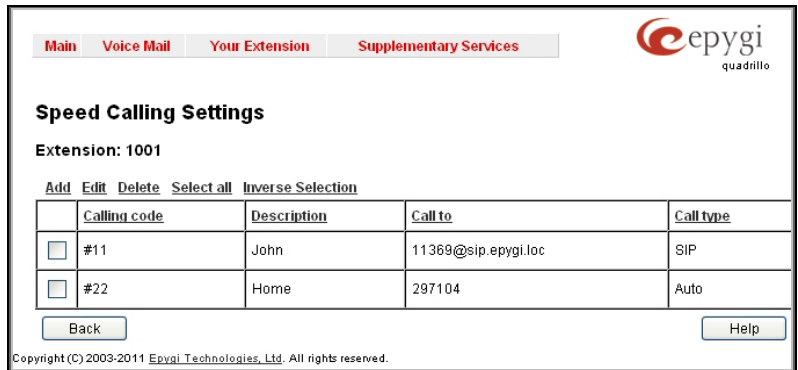 Main Voice Mail Your Extension Supplementary Services
epygi
quadrillo
Speed Calling Settings
Extension: 1001
Add Edit Delete Select all Inverse Selection
Calling code Description Call to Call type
#11 John 11369@sip.epygi.loc SIP
#22 Home 297104 Auto
Back Help
Copyright (C) 2003-2011 Epygi Technologies, Ltd. All rights reserved.